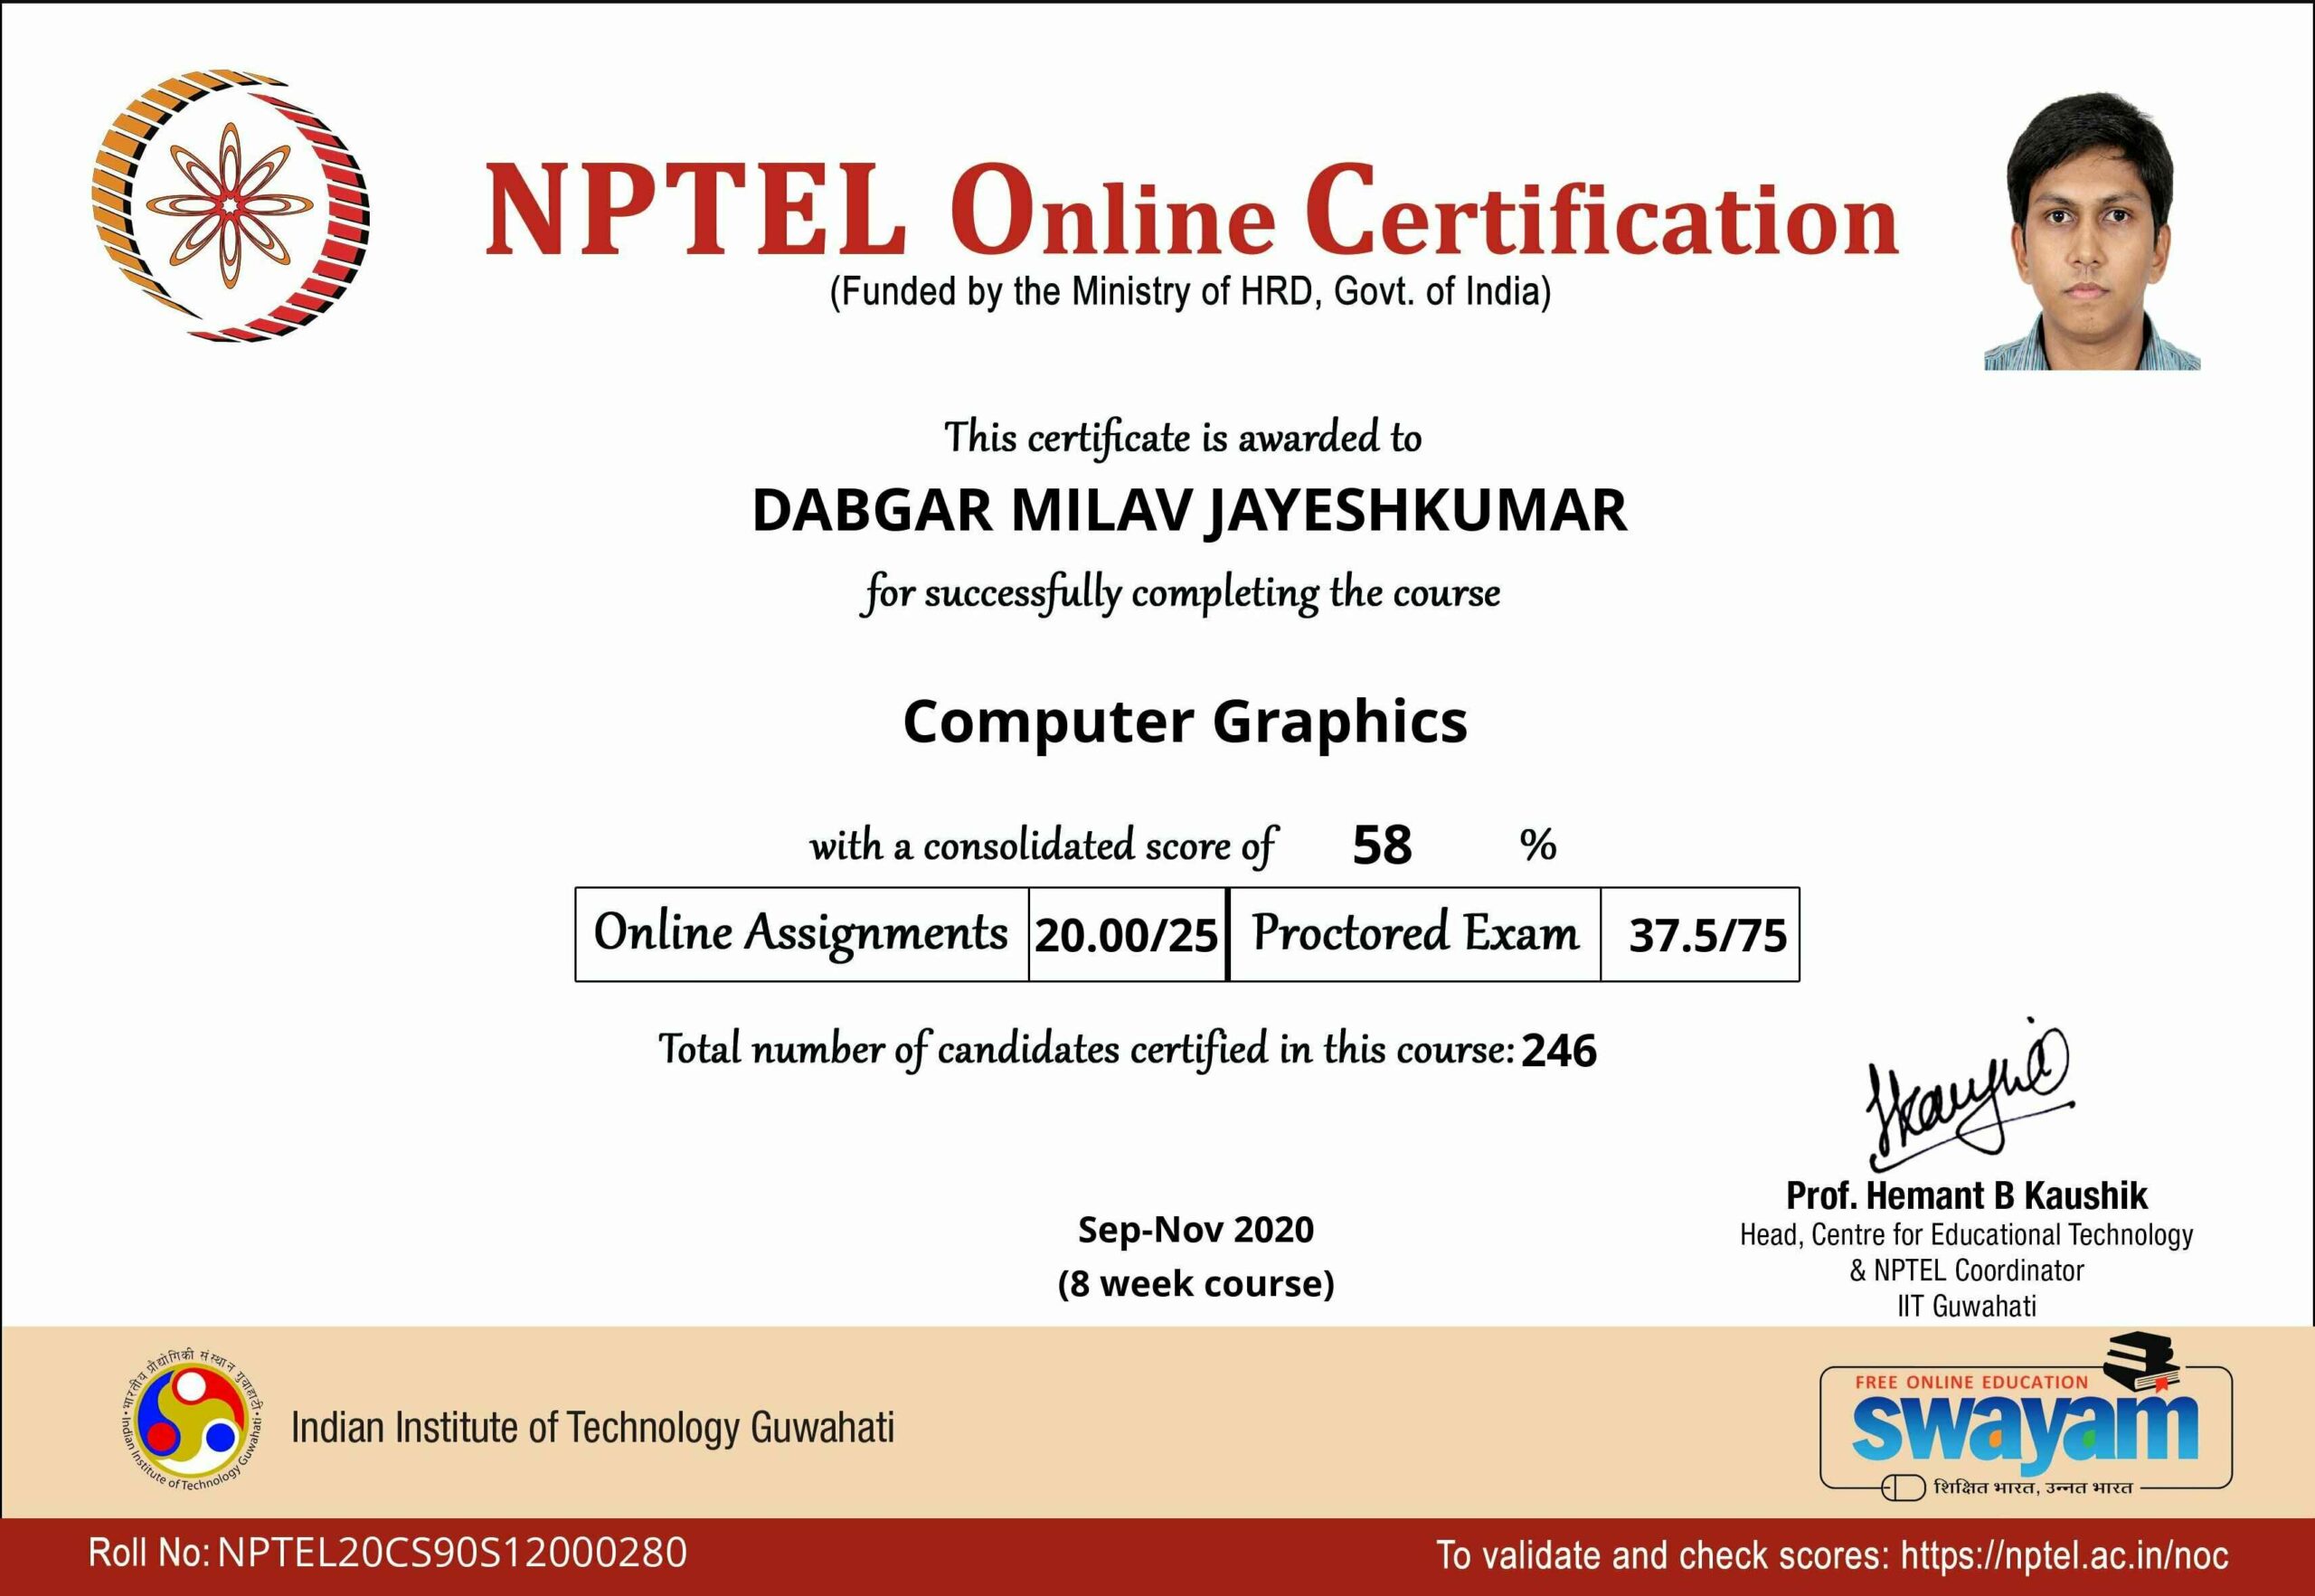 NPTEL Online Certification
(Funded by the Ministry of HRD, Govt. of India)
This certificate is awarded to
DABGAR MILAV JAYESHKUMAR
for successfully completing the course
Computer Graphics
with a consolidated score of 58 %
Online Assignments 20.00/25 Proctored Exam 37.5/75
Total number of candidates certified in this course: 246
Prof. Hemant B Kaushik
Head, Centre for Educational Technology
& NPTEL Coordinator
IIT Guwahati
Sep-Nov 2020
(8 week course)
भारतीय प्रौद्योगिकी संस्थान गुवाहाटी
Indian Institute of Technology Guwahati
Indian Institute of Technology Guwahati
FREE ONLINE EDUCATION
swayam
शिक्षित भारत, उन्नत भारत
Roll No: NPTEL20CS90S12000280
To validate and check scores: https://nptel.ac.in/noc